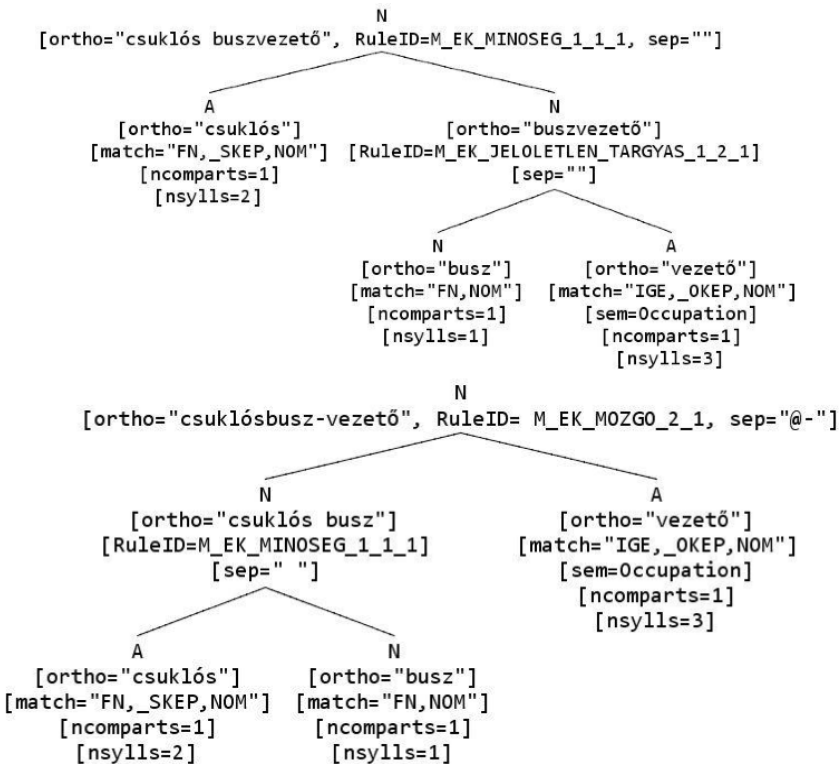 N
[ortho="csuklós buszvezető", RuleID=M_EK_MINOSEG_1_1_1, sep=""]
A N
[ortho="csuklós"] [ortho="buszvezető"]
[match="FN,_SKEP,NOM"] [RuleID=M_EK_JELOLETLEN_TARGYAS_1_2_1]
[ncomparts=1] [sep=""]
[nsylls=2]
N A
[ortho="busz"] [ortho="vezető"]
[match="FN,NOM"] [match="IGE,_OKEP,NOM"]
[ncomparts=1] [sem=Occupation]
[nsylls=1] [ncomparts=1]
[nsylls=3]
N
[ortho="csuklósbusz-vezető", RuleID= M_EK_MOZGO_2_1, sep="@-"]
N A
[ortho="csuklós busz"] [ortho="vezető"]
[RuleID=M_EK_MINOSEG_1_1_1] [match="IGE,_OKEP,NOM"]
[sep=" "] [sem=Occupation]
[ncomparts=1]
[nsylls=3]
A N
[ortho="csuklós"] [ortho="busz"]
[match="FN,_SKEP,NOM"] [match="FN,NOM"]
[ncomparts=1] [ncomparts=1]
[nsylls=2] [nsylls=1]